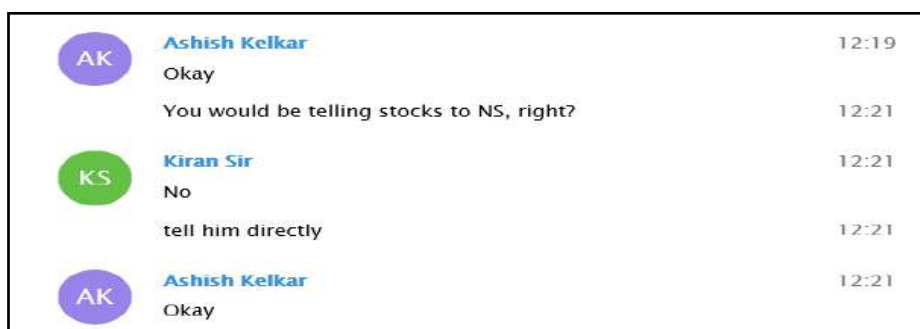 AK
Ashish Kelkar 12:19
Okay
You would be telling stocks to NS, right? 12:21
KS
Kiran Sir 12:21
No
tell him directly 12:21
AK
Ashish Kelkar 12:21
Okay